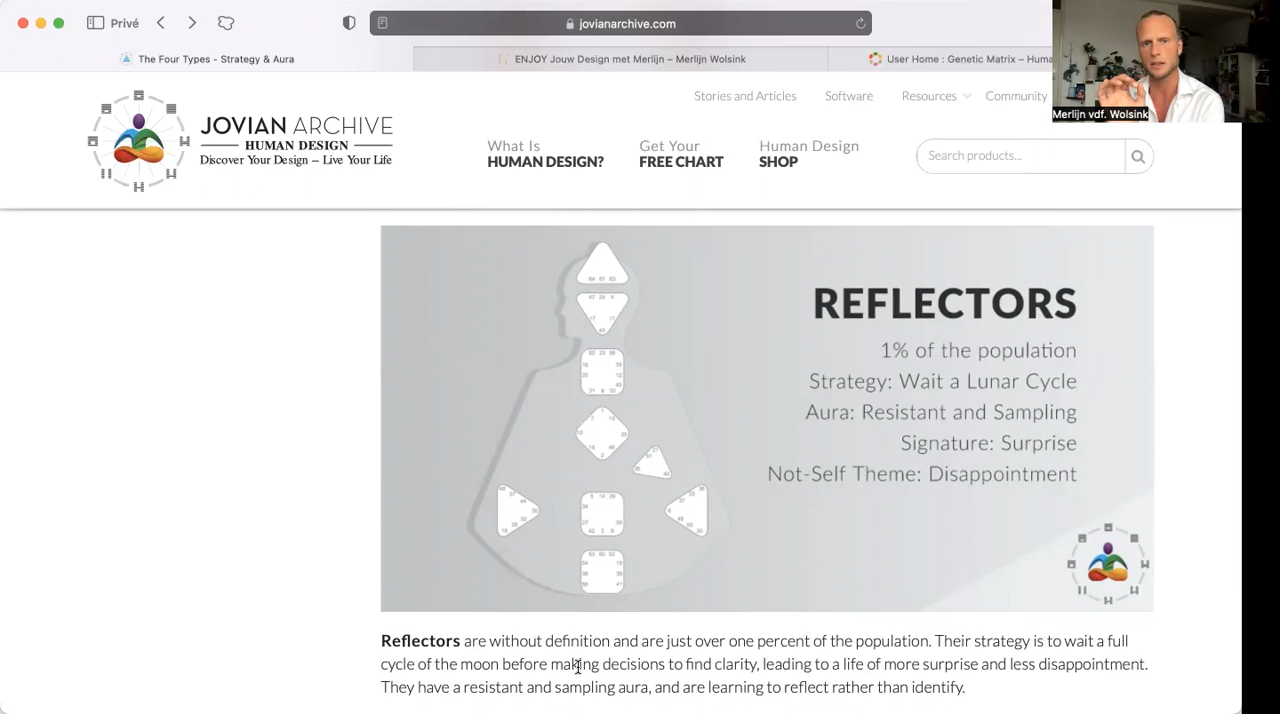 Privé
jovianarchive.com
The Four Types - Strategy & Aura
ENJOY Jouw Design met Merlijn – Merlijn Wolsink
User Home : Genetic Matrix – Huma
Merlijn vdf. Wolsink
Stories and Articles
Software
Resources
Community
JOVIAN ARCHIVE
HUMAN DESIGN
Discover Your Design – Live Your Life
What Is
HUMAN DESIGN?
Get Your
FREE CHART
Human Design
SHOP
Search products...
REFLECTORS
1% of the population
Strategy: Wait a Lunar Cycle
Aura: Resistant and Sampling
Signature: Surprise
Not-Self Theme: Disappointment
64 61 63
47 24 4
Reflectors are without definition and are just over one percent of the population. Their strategy is to wait a full
cycle of the moon before making decisions to find clarity, leading to a life of more surprise and less disappointment.
They have a resistant and sampling aura, and are learning to reflect rather than identify.